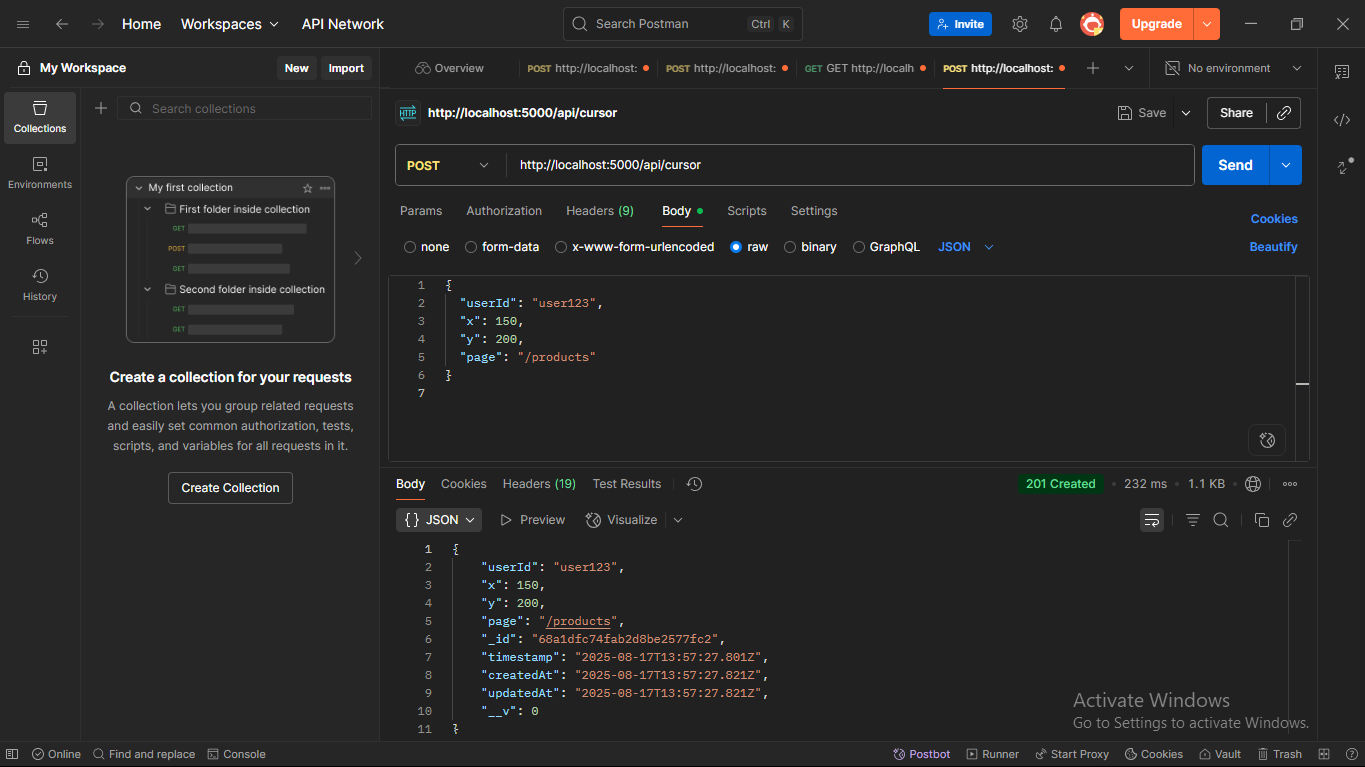 Home Workspaces API Network Search Postman Ctrl K Invite Upgrade
My Workspace New Import Overview POST http://localhost: POST http://localhost: GET GET http://localh POST http://localhost: No environment
Collections
Environments
Flows
History
Search collections
My first collection
First folder inside collection
GET
POST
GET
Second folder inside collection
GET
GET
Create a collection for your requests
A collection lets you group related requests
and easily set common authorization, tests,
scripts, and variables for all requests in it.
Create Collection
HTTP http://localhost:5000/api/cursor Save Share
POST http://localhost:5000/api/cursor Send
Params Authorization Headers (9) Body Scripts Settings Cookies
none form-data x-www-form-urlencoded raw binary GraphQL JSON Beautify
1 {
2 "userId": "user123",
3 "x": 150,
4 "y": 200,
5 "page": "/products"
6 }
7
Body Cookies Headers (19) Test Results 201 Created 232 ms 1.1 KB
{} JSON Preview Visualize
1 {
2 "userId": "user123",
3 "x": 150,
4 "y": 200,
5 "page": "/products",
6 "_id": "68a1dfc74fab2d8be2577fc2",
7 "timestamp": "2025-08-17T13:57:27.801Z",
8 "createdAt": "2025-08-17T13:57:27.821Z",
9 "updatedAt": "2025-08-17T13:57:27.821Z",
10 "__v": 0
11 }
Activate Windows
Go to Settings to activate Windows.
Online Find and replace Console Postbot Runner Start Proxy Cookies Vault Trash